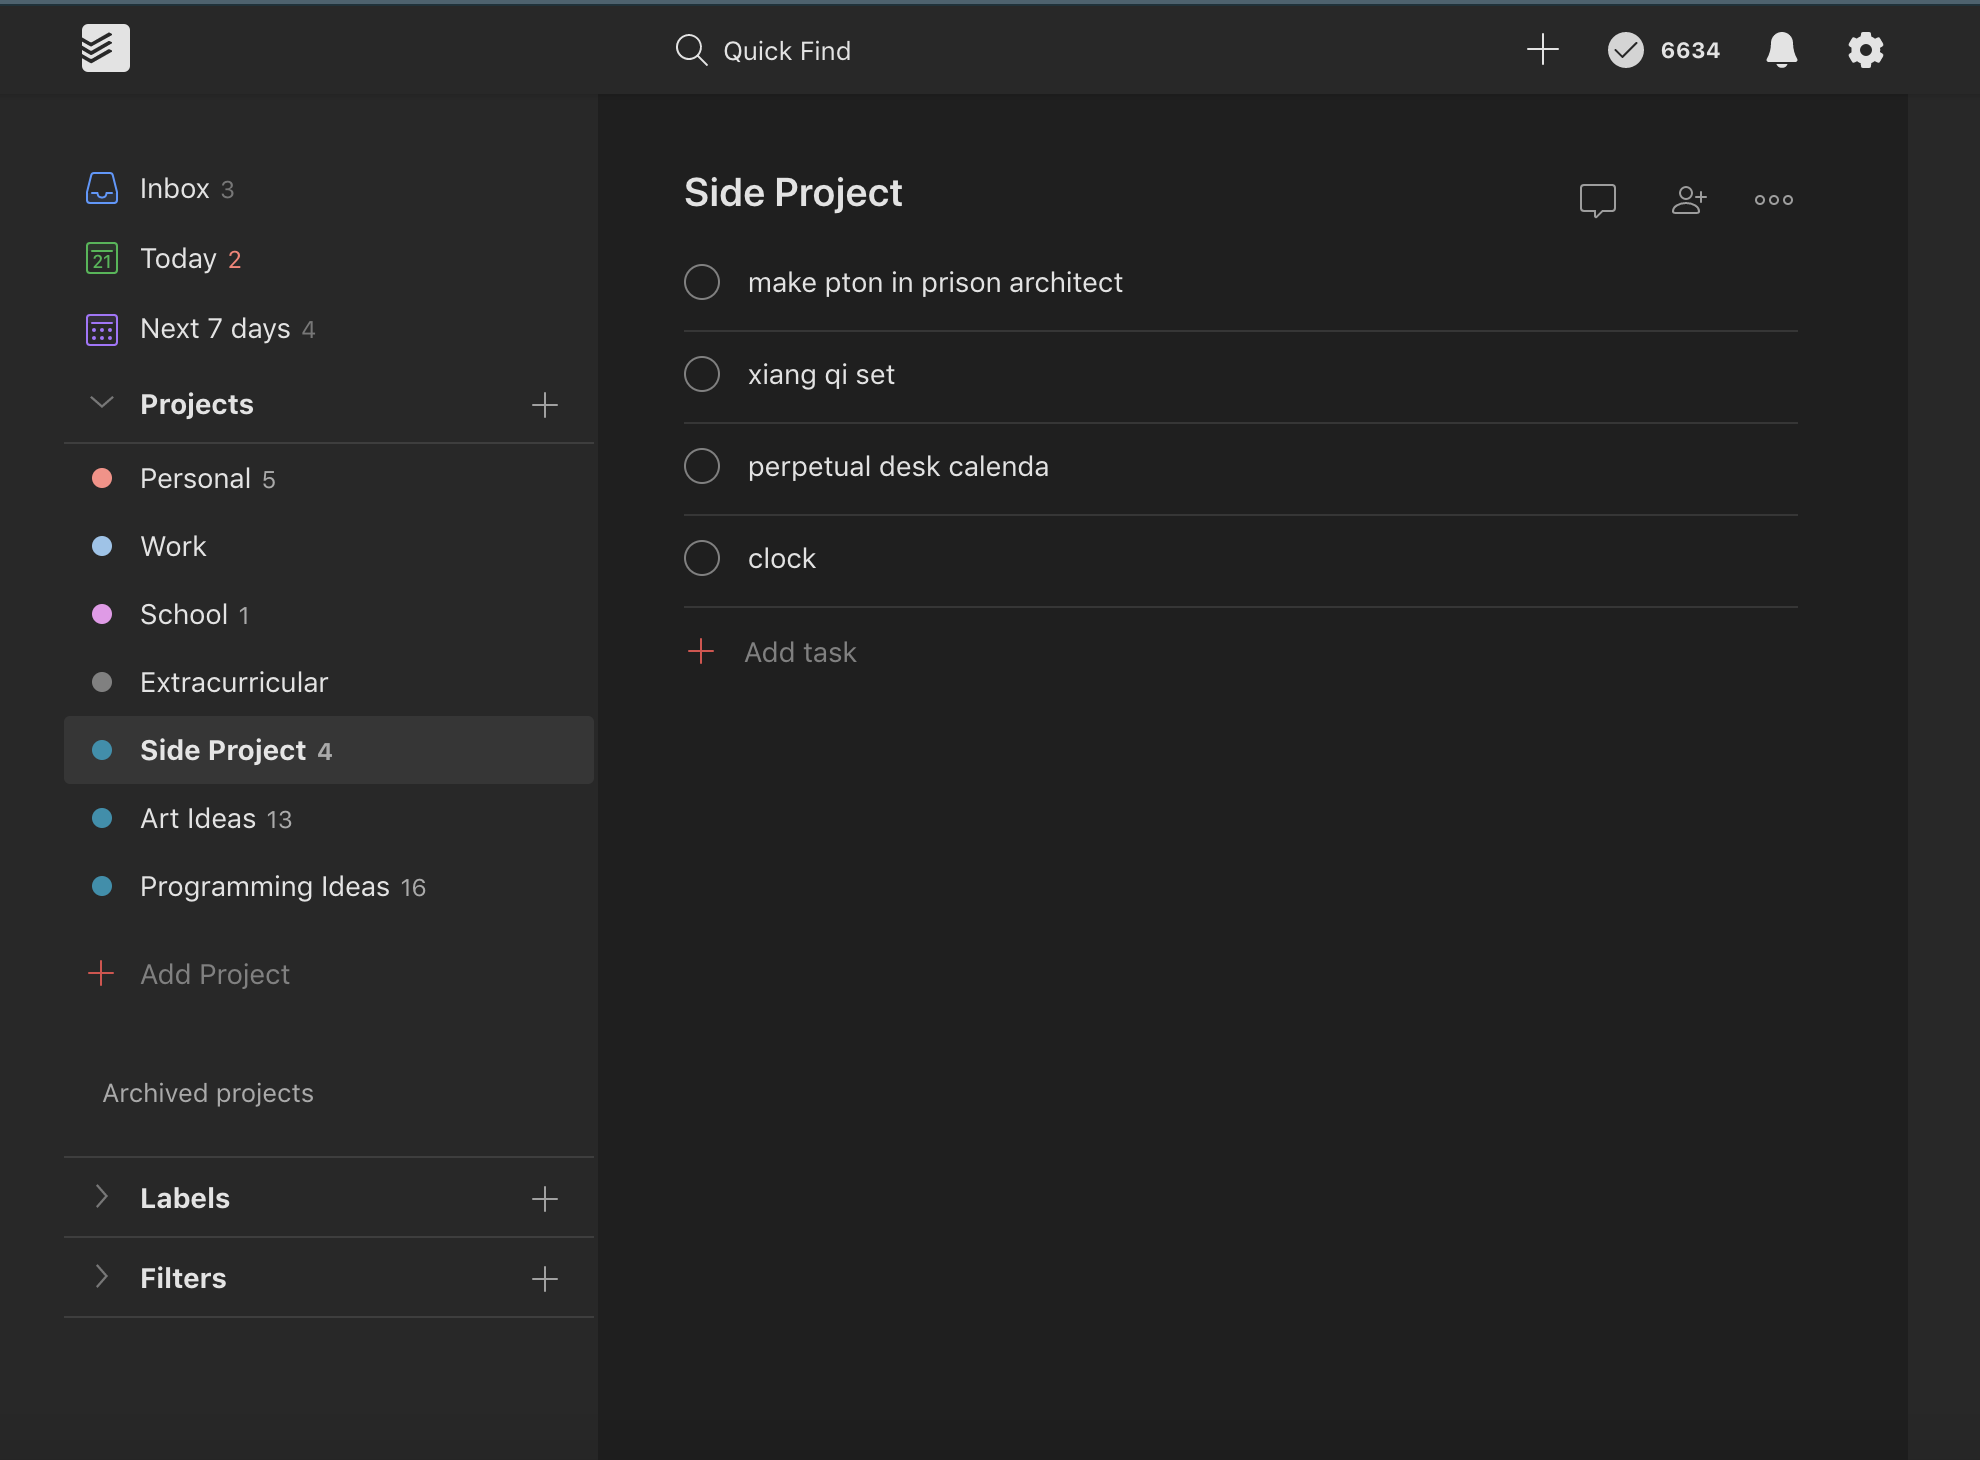 Quick Find
6634
Inbox 3
21
Today 2
Next 7 days 4
Projects
Personal 5
Work
School 1
Extracurricular
Side Project 4
Art Ideas 13
Programming Ideas 16
Add Project
Archived projects
Labels
Filters
Side Project
make pton in prison architect
xiang qi set
perpetual desk calenda
clock
Add task